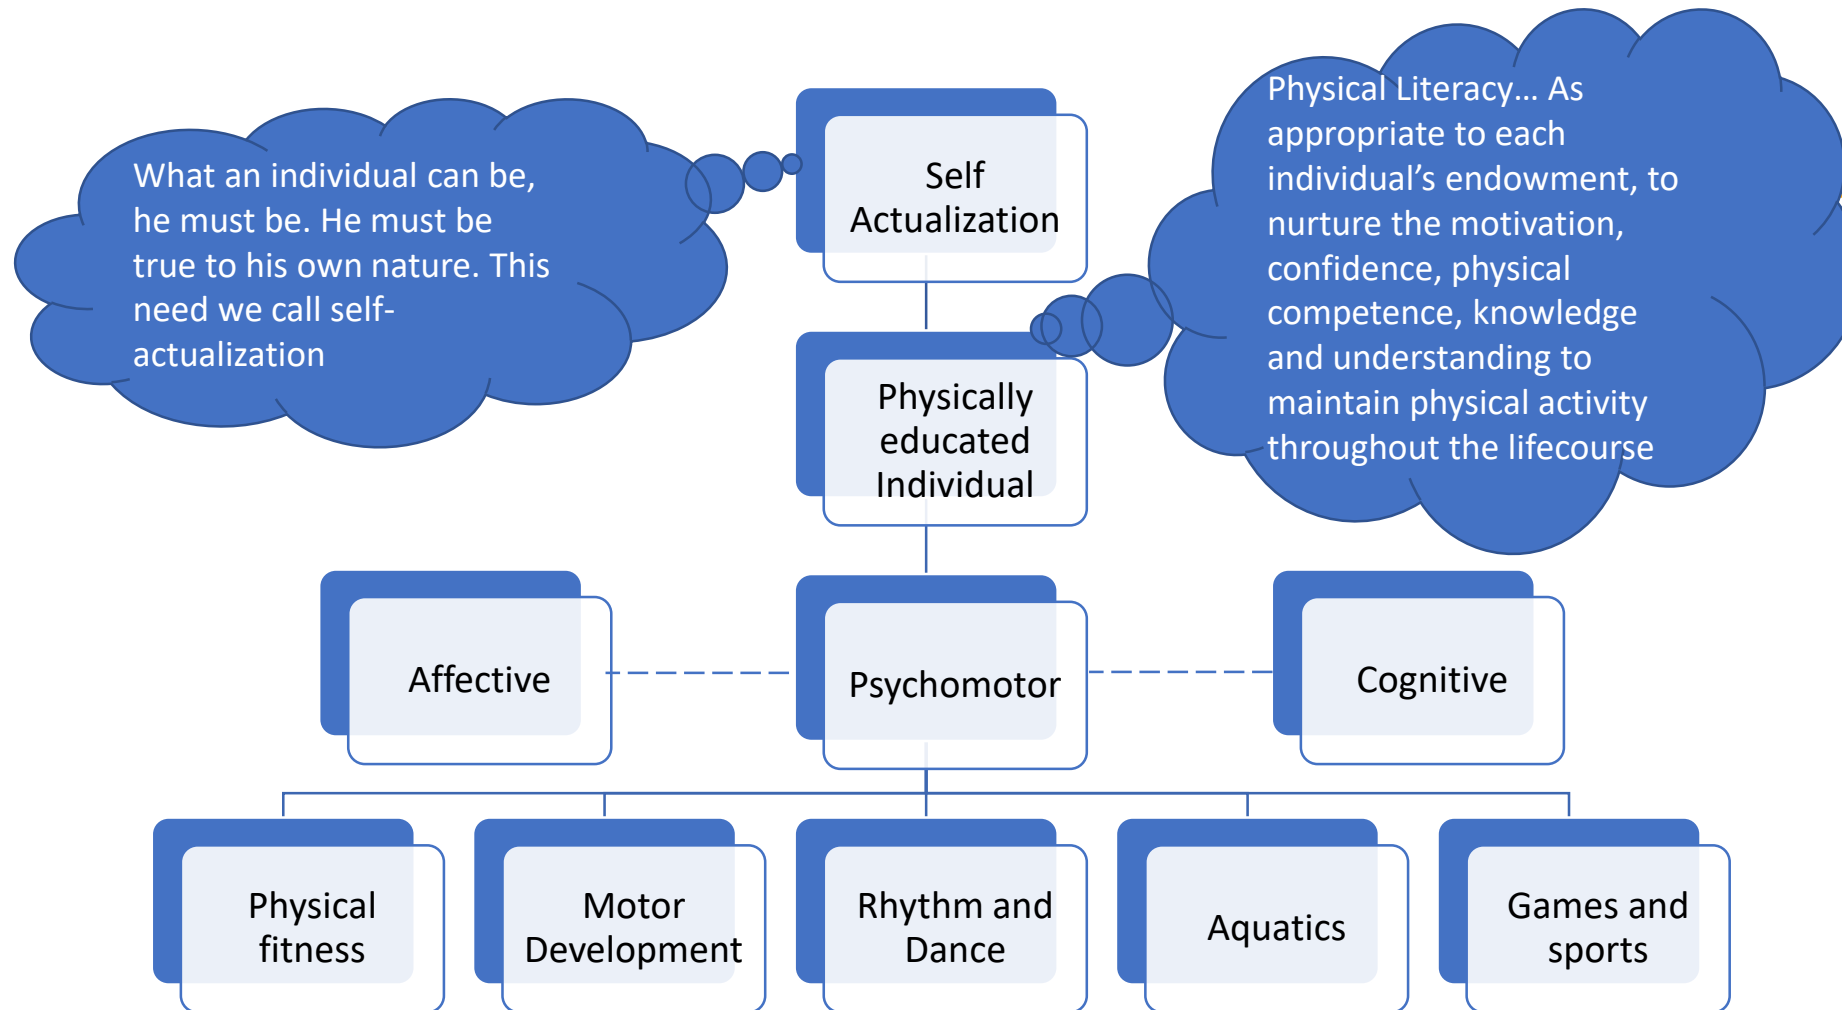 What an individual can be,
he must be. He must be
true to his own nature. This
need we call self-
actualization
Self
Actualization
Physical Literacy... As
appropriate to each
individual’s endowment, to
nurture the motivation,
confidence, physical
competence, knowledge
and understanding to
maintain physical activity
throughout the lifecourse
Physically
educated
Individual
Affective
Psychomotor
Cognitive
Physical
fitness
Motor
Development
Rhythm and
Dance
Aquatics
Games and
sports